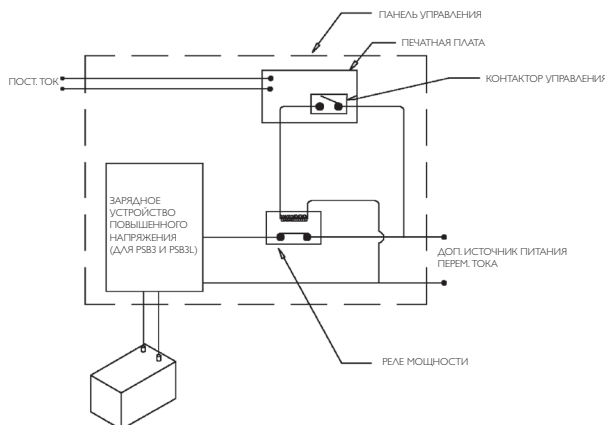 ПАНЕЛЬ УПРАВЛЕНИЯ
ПЕЧАТНАЯ ПЛАТА
ПОСТ. ТОК
КОНТАКТОР УПРАВЛЕНИЯ
ЗАРЯДНОЕ
УСТРОЙСТВО
ПОВЫШЕННОГО
НАПРЯЖЕНИЯ
(ДЛЯ PSB3 И PSB3L)
ДОП. ИСТОЧНИК ПИТАНИЯ
ПЕРЕМ. ТОКА
РЕЛЕ МОЩНОСТИ